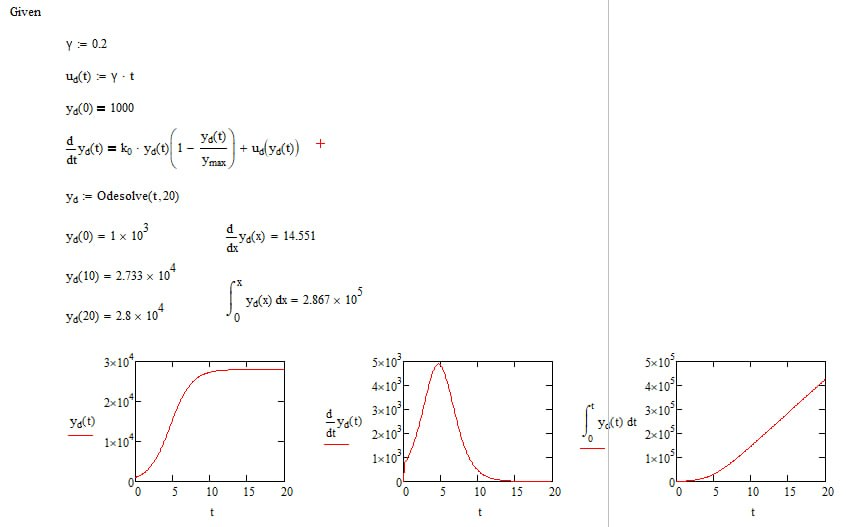 Given
γ := 0.2
u_d(t) := γ · t
y_d(0) = 1000
d/dt y_d(t) = k_0 · y_d(t) (1 − y_d(t)/y_max) + u_d(y_d(t)) +
y_d := Odesolve(t,20)
y_d(0) = 1 × 10^3 d/dx y_d(x) = 14.551
y_d(10) = 2.733 × 10^4 ∫_0^x y_d(x) dx = 2.867 × 10^5
y_d(20) = 2.8 × 10^4
3×10^4
2×10^4
1×10^4
0
y_d(t)
0 5 10 15 20
t
5×10^3
4×10^3
3×10^3
2×10^3
1×10^3
0
d/dt y_d(t)
0 5 10 15 20
t
5×10^5
4×10^5
3×10^5
2×10^5
1×10^5
0
∫_0^t y_d(t) dt
0 5 10 15 20
t